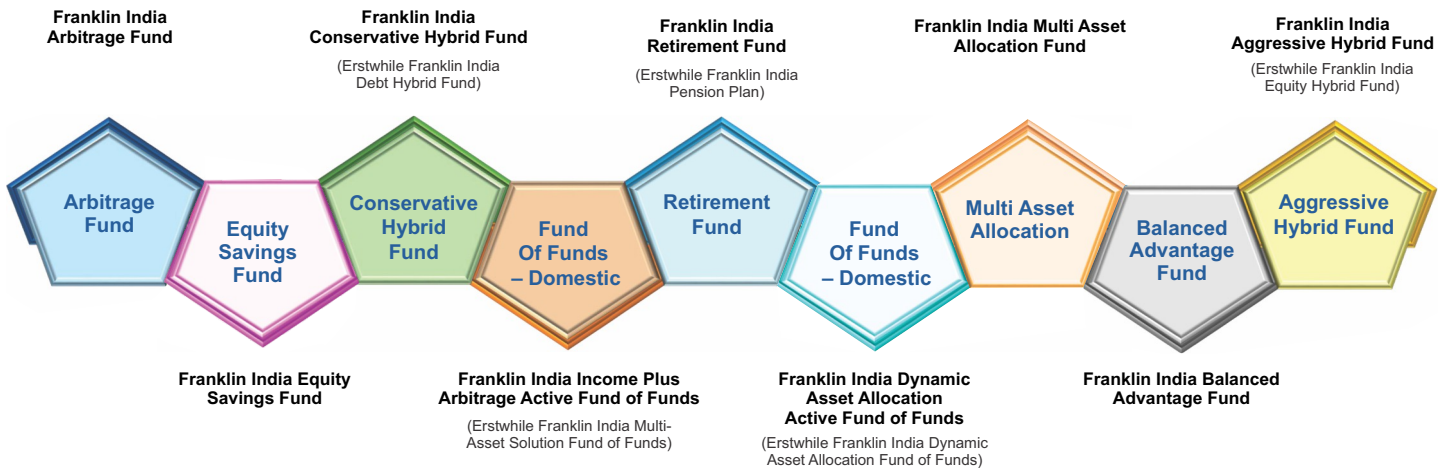 Franklin India
Arbitrage Fund
Franklin India
Conservative Hybrid Fund
(Erstwhile Franklin India
Debt Hybrid Fund)
Franklin India
Retirement Fund
(Erstwhile Franklin India
Pension Plan)
Franklin India Multi Asset
Allocation Fund
Franklin India
Aggressive Hybrid Fund
(Erstwhile Franklin India
Equity Hybrid Fund)
Arbitrage
Fund
Equity
Savings
Fund
Conservative
Hybrid
Fund
Fund
Of Funds
– Domestic
Retirement
Fund
Fund
Of Funds
– Domestic
Multi Asset
Allocation
Balanced
Advantage
Fund
Aggressive
Hybrid Fund
Franklin India Equity
Savings Fund
Franklin India Income Plus
Arbitrage Active Fund of Funds
(Erstwhile Franklin India Multi-
Asset Solution Fund of Funds)
Franklin India Dynamic
Asset Allocation
Active Fund of Funds
(Erstwhile Franklin India Dynamic
Asset Allocation Fund of Funds)
Franklin India Balanced
Advantage Fund